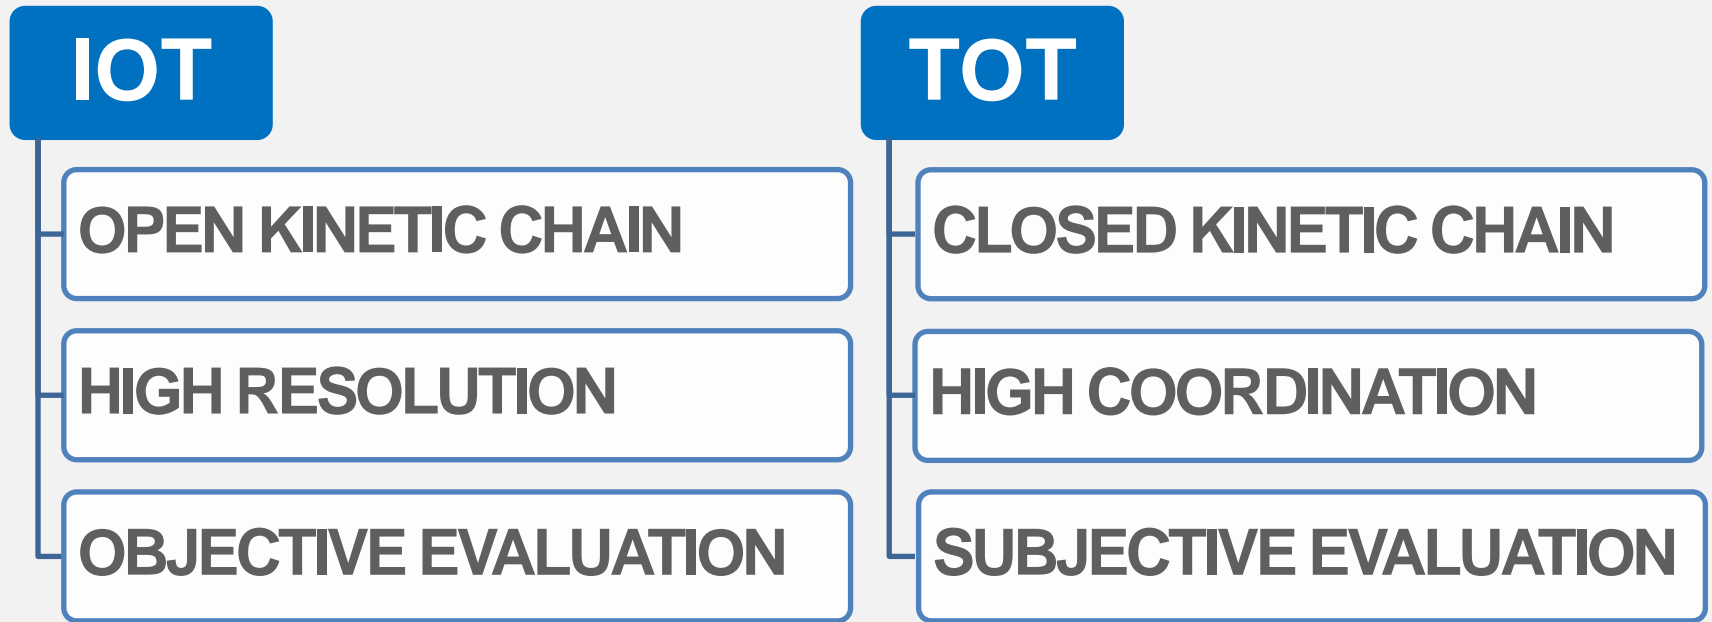 IOT
OPEN KINETIC CHAIN
HIGH RESOLUTION
OBJECTIVE EVALUATION
TOT
CLOSED KINETIC CHAIN
HIGH COORDINATION
SUBJECTIVE EVALUATION